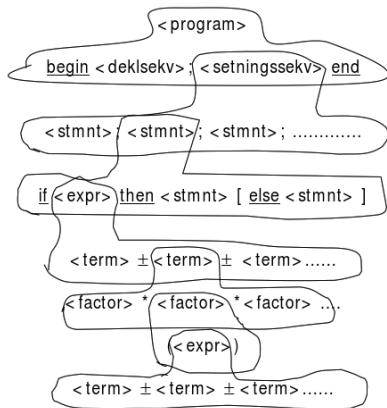 <program>
begin <deklsekv> ; <setningssekv> end
<stmnt> ; <stmnt> ; <stmnt> ; .............
if <expr> then <stmnt> [ else <stmnt> ]
<term> ± <term> ± <term> ......
<factor> * <factor> * <factor> ....
(<expr>)
<term> ± <term> ± <term> ......